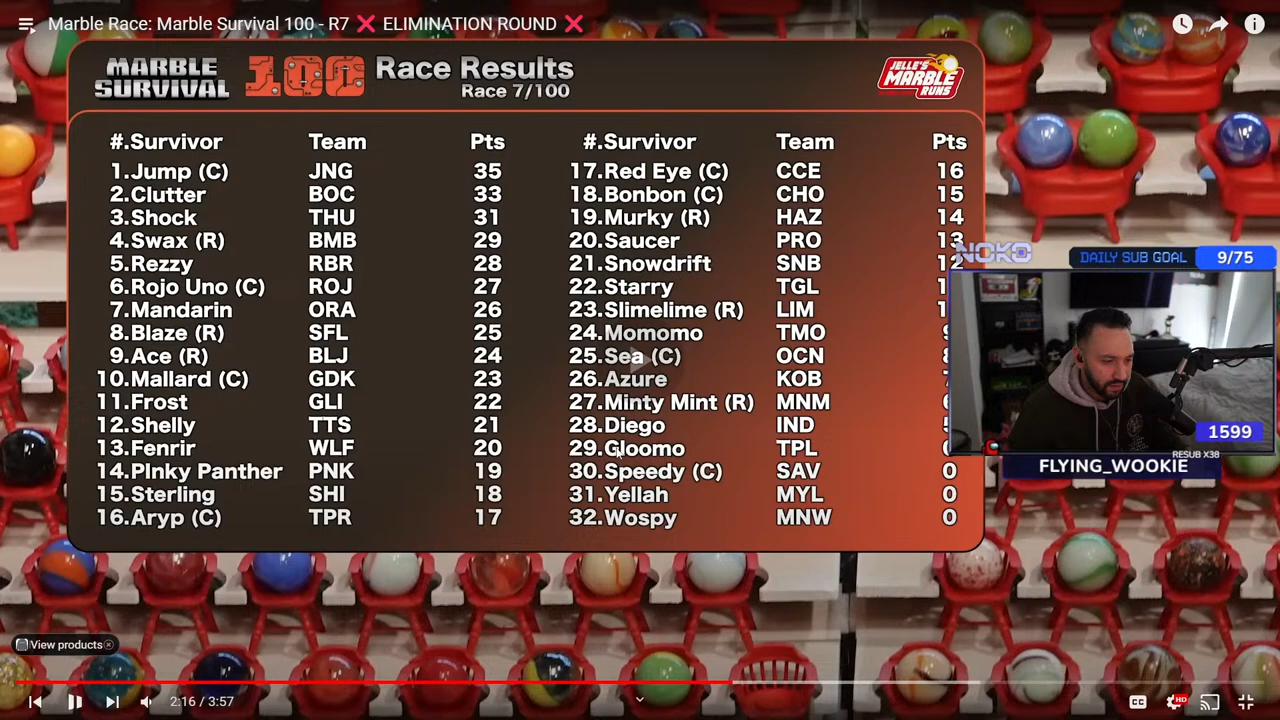 Marble Race: Marble Survival 100 - R7 ❌ ELIMINATION ROUND ❌
MARBLE SURVIVAL 100 Race Results
Race 7/100
JELLE'S MARBLE RUNS
#.Survivor Team Pts
1.Jump (C) JNG 35
2.Clutter BOC 33
3.Shock THU 31
4.Swax (R) BMB 29
5.Rezzy RBR 28
6.Rojo Uno (C) ROJ 27
7.Mandarin ORA 26
8.Blaze (R) SFL 25
9.Ace (R) BLJ 24
10.Mallard (C) GDK 23
11.Frost GLI 22
12.Shelly TTS 21
13.Fenrir WLF 20
14.PInky Panther PNK 19
15.Sterling SHI 18
16.Aryp (C) TPR 17
#.Survivor Team Pts
17.Red Eye (C) CCE 16
18.Bonbon (C) CHO 15
19.Murky (R) HAZ 14
20.Saucer PRO 13
21.Snowdrift SNB 12
22.Starry TGL
23.Slimelime (R) LIM
24.Momomo TMO
25.Sea (C) OCN
26.Azure KOB
27.Minty Mint (R) MNM
28.Diego IND
29.Gloomo TPL
30.Speedy (C) SAV 0
31.Yellah MYL 0
32.Wospy MNW 0
NOKO
DAILY SUB GOAL 9/75
1599
RESUB X38
FLYING_WOOKIE
View products
2:16 / 3:57
CC
HD